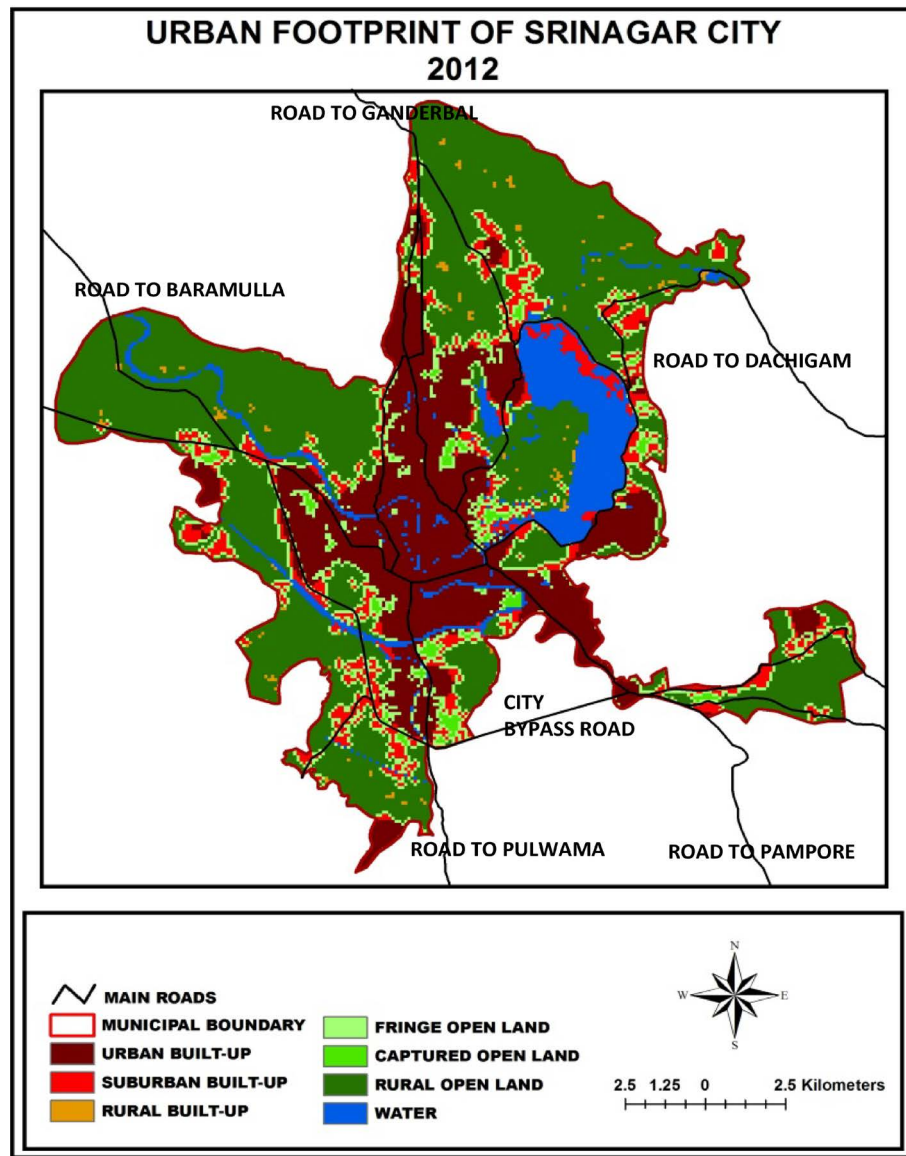 URBAN FOOTPRINT OF SRINAGAR CITY
2012
ROAD TO GANDERBAL
ROAD TO BARAMULLA
ROAD TO DACHIGAM
CITY
BYPASS ROAD
ROAD TO PULWAMA
ROAD TO PAMPORE
MAIN ROADS
MUNICIPAL BOUNDARY
URBAN BUILT-UP
SUBURBAN BUILT-UP
RURAL BUILT-UP
FRINGE OPEN LAND
CAPTURED OPEN LAND
RURAL OPEN LAND
WATER
N
W E
S
2.5 1.25 0 2.5 Kilometers